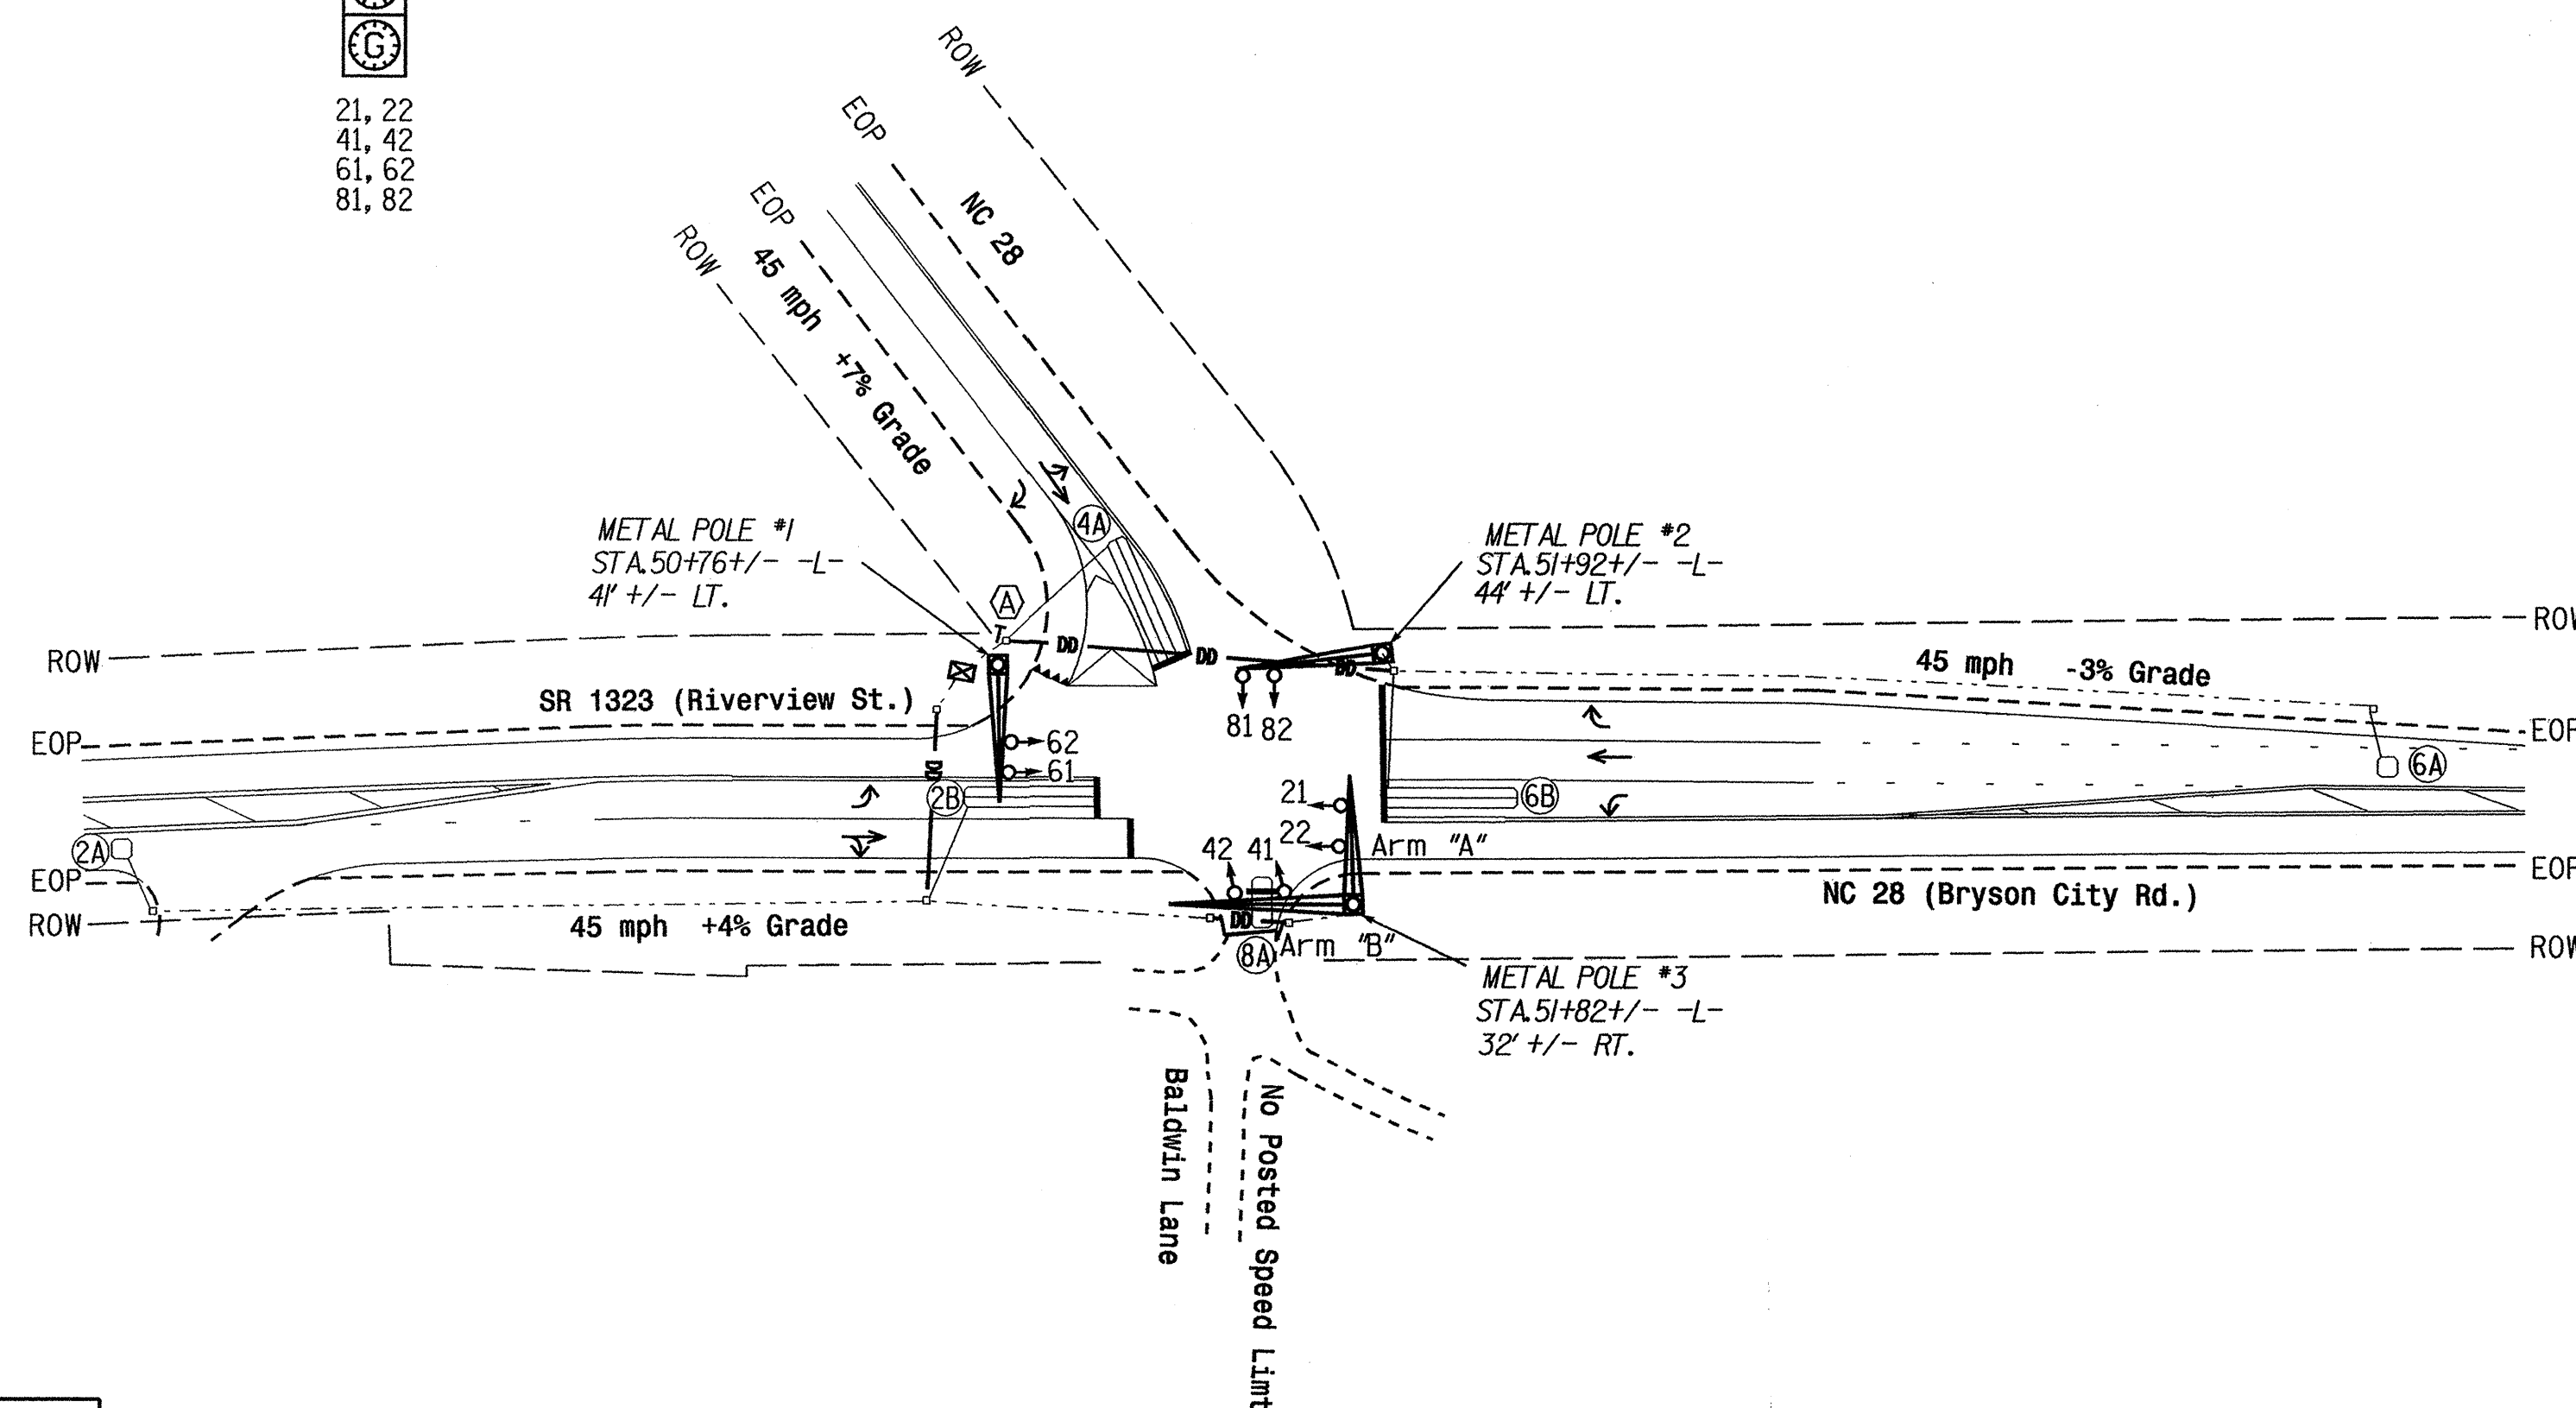 G
21, 22
41, 42
61, 62
81, 82
ROW
EOP
NC 28
EOP
45 mph +7% Grade
ROW
4A
METAL POLE #1
STA.50+76+/- -L-
41' +/- LT.
METAL POLE #2
STA.51+92+/- -L-
44' +/- LT.
A
T
DD
DD
DD
ROW
ROW
45 mph -3% Grade
SR 1323 (Riverview St.)
81 82
EOP
EOP
62
61
DD
6A
2B
6B
21
22
Arm "A"
2A
42 41
EOP
EOP
NC 28 (Bryson City Rd.)
ROW
45 mph +4% Grade
DD
8A
Arm "B"
ROW
METAL POLE #3
STA.51+82+/- -L-
32' +/- RT.
Baldwin Lane
No Posted Speed Limt